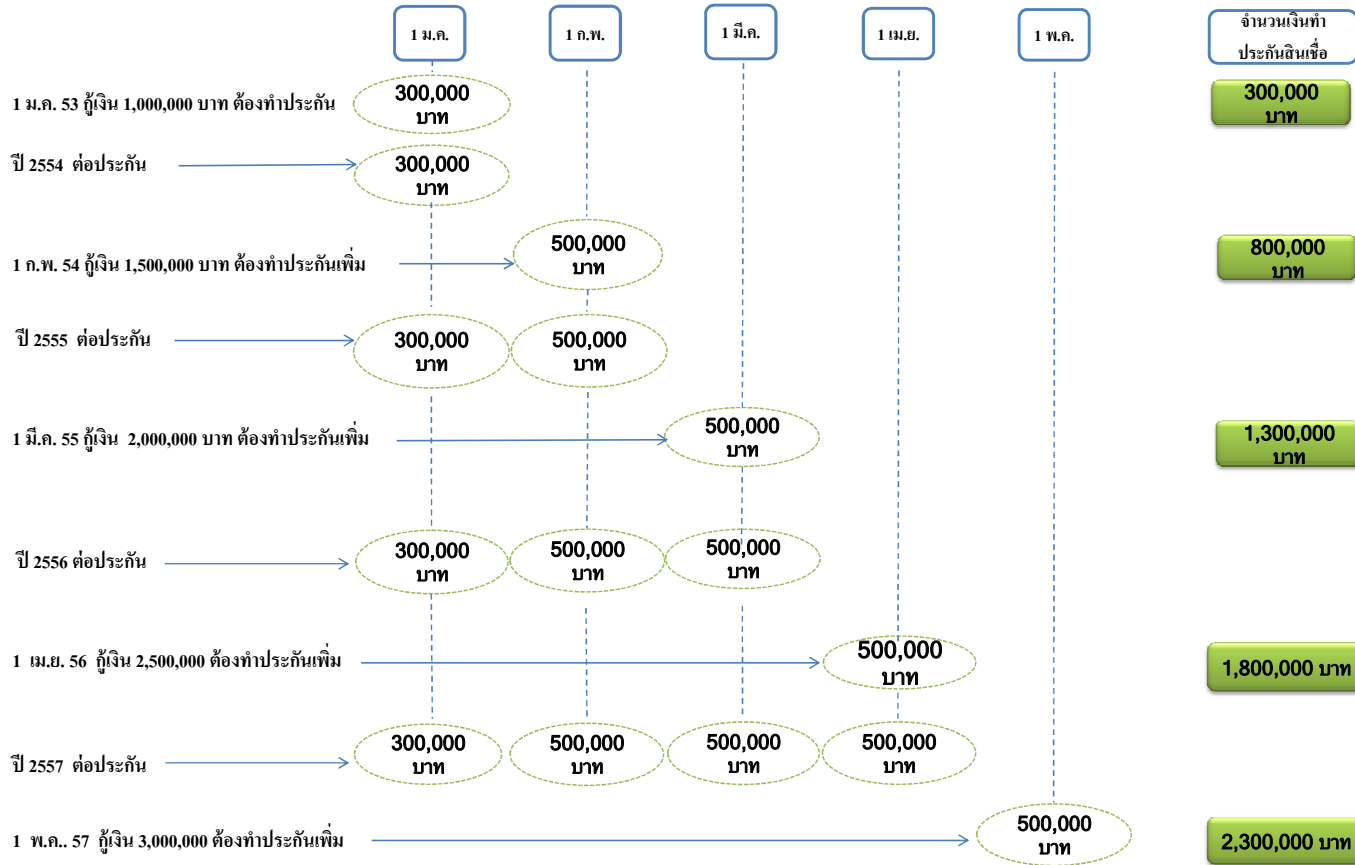 1 ม.ค.
1 ก.พ.
1 มี.ค.
1 เม.ย.
1 พ.ค.
จำนวนเงินทำ
ประกันสินเชื่อ
1 ม.ค. 53 กู้เงิน 1,000,000 บาท ต้องทำประกัน
300,000
บาท
300,000
บาท
ปี 2554 ต่อประกัน
300,000
บาท
1 ก.พ. 54 กู้เงิน 1,500,000 บาท ต้องทำประกันเพิ่ม
500,000
บาท
800,000
บาท
ปี 2555 ต่อประกัน
300,000
บาท
500,000
บาท
1 มี.ค. 55 กู้เงิน 2,000,000 บาท ต้องทำประกันเพิ่ม
500,000
บาท
1,300,000
บาท
ปี 2556 ต่อประกัน
300,000
บาท
500,000
บาท
500,000
บาท
1 เม.ย. 56 กู้เงิน 2,500,000 ต้องทำประกันเพิ่ม
500,000
บาท
1,800,000 บาท
ปี 2557 ต่อประกัน
300,000
บาท
500,000
บาท
500,000
บาท
500,000
บาท
1 พ.ค.. 57 กู้เงิน 3,000,000 ต้องทำประกันเพิ่ม
500,000
บาท
2,300,000 บาท